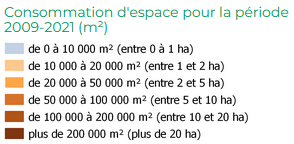 Consommation d'espace pour la période
2009-2021 (m²)
de 0 à 10 000 m² (entre 0 à 1 ha)
de 10 000 à 20 000 m² (entre 1 et 2 ha)
de 20 000 à 50 000 m² (entre 2 et 5 ha)
de 50 000 à 100 000 m² (entre 5 et 10 ha)
de 100 000 à 200 000 m² (entre 10 et 20 ha)
plus de 200 000 m² (plus de 20 ha)